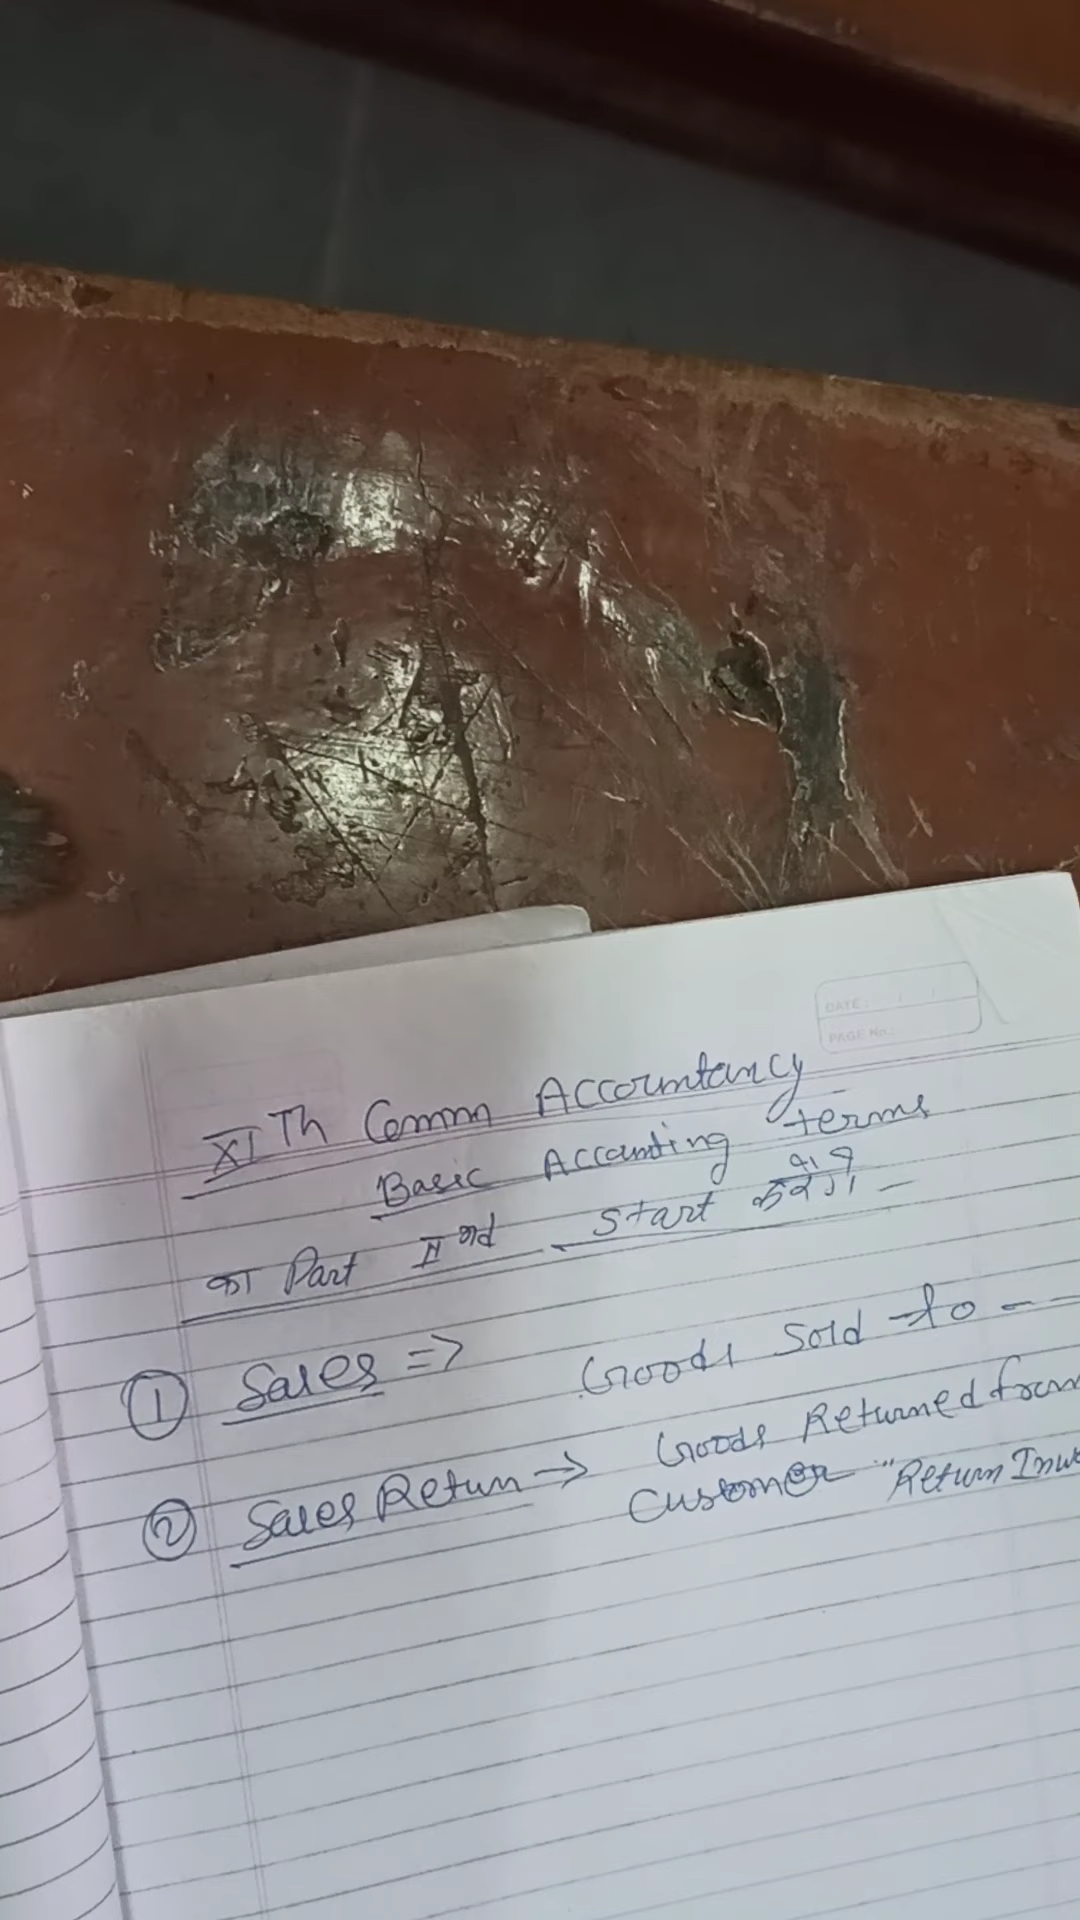 DATE:
PAGE No.:
XI Th Comm Accountancy
Basic Accounting terms
का Part II nd Start करेंगे
① Sales => Goods Sold to - -
② Sales Return → Goods Returned from
Customer "Return Inw